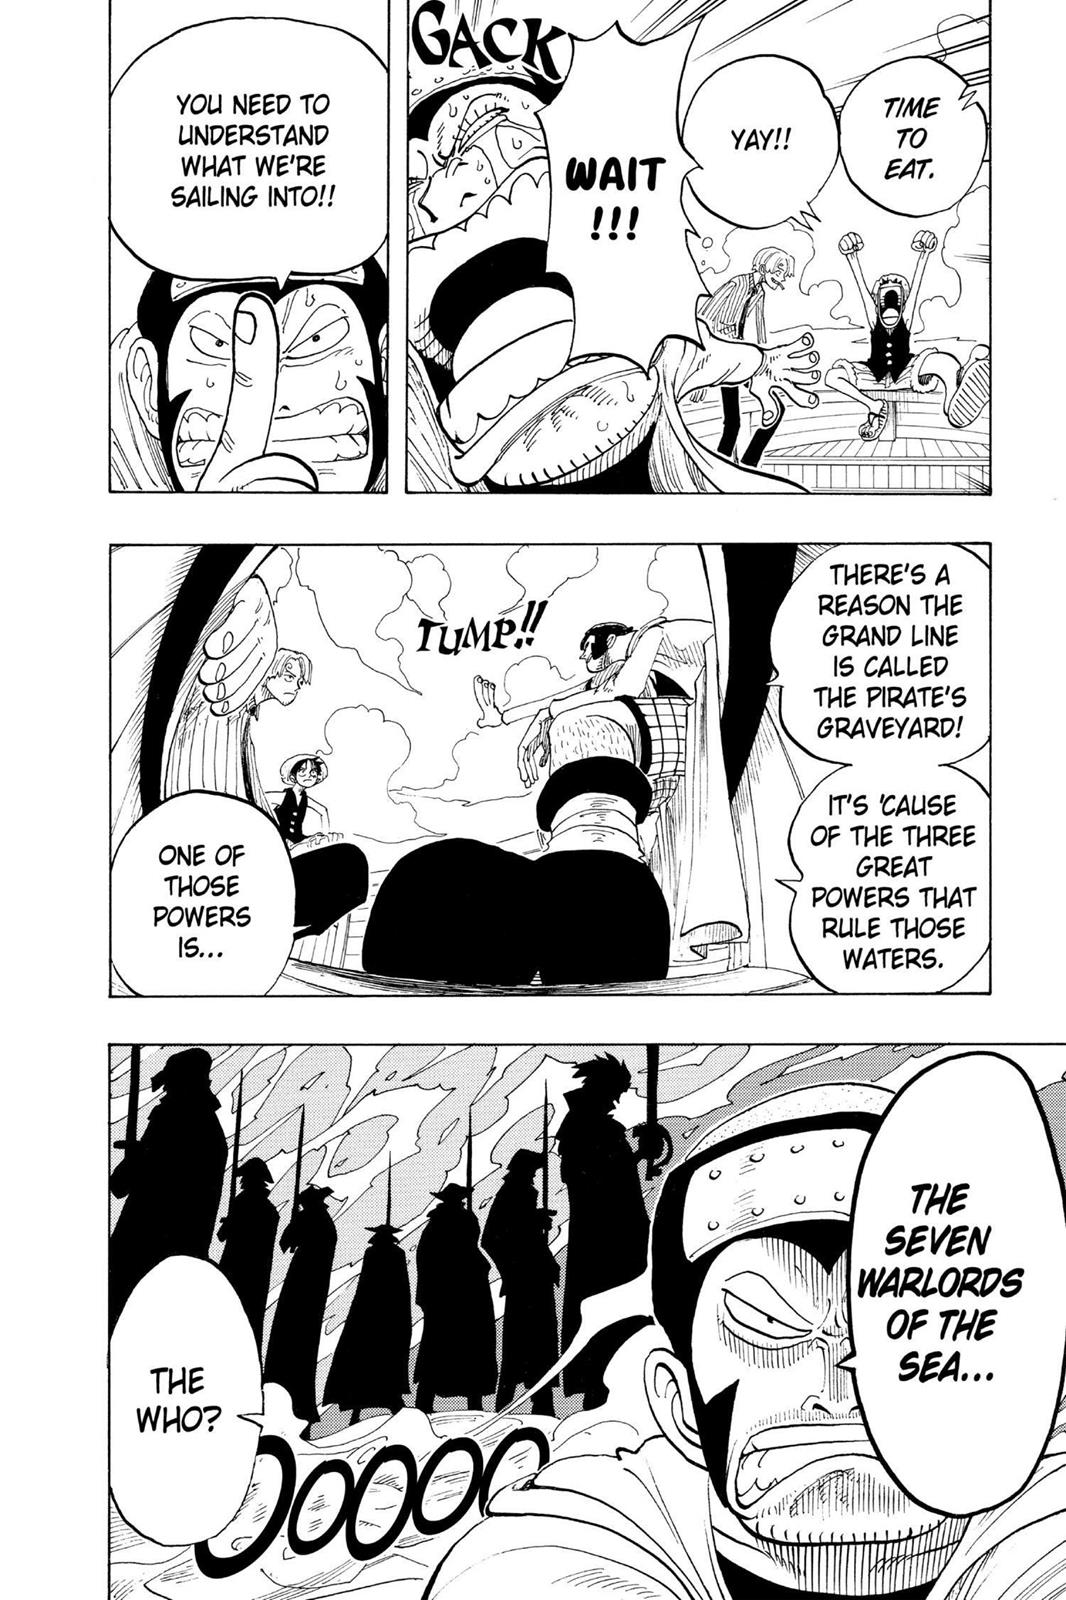 TIME
TO
EAT.
YAY!!
WAIT
!!!
GACK
YOU NEED TO
UNDERSTAND
WHAT WE'RE
SAILING INTO!!
THERE'S A
REASON THE
GRAND LINE
IS CALLED
THE PIRATE'S
GRAVEYARD!
IT'S 'CAUSE
OF THE THREE
GREAT
POWERS THAT
RULE THOSE
WATERS.
TUMP!!
ONE OF
THOSE
POWERS
IS...
THE
SEVEN
WARLORDS
OF THE
SEA...
THE
WHO?
OOOOO